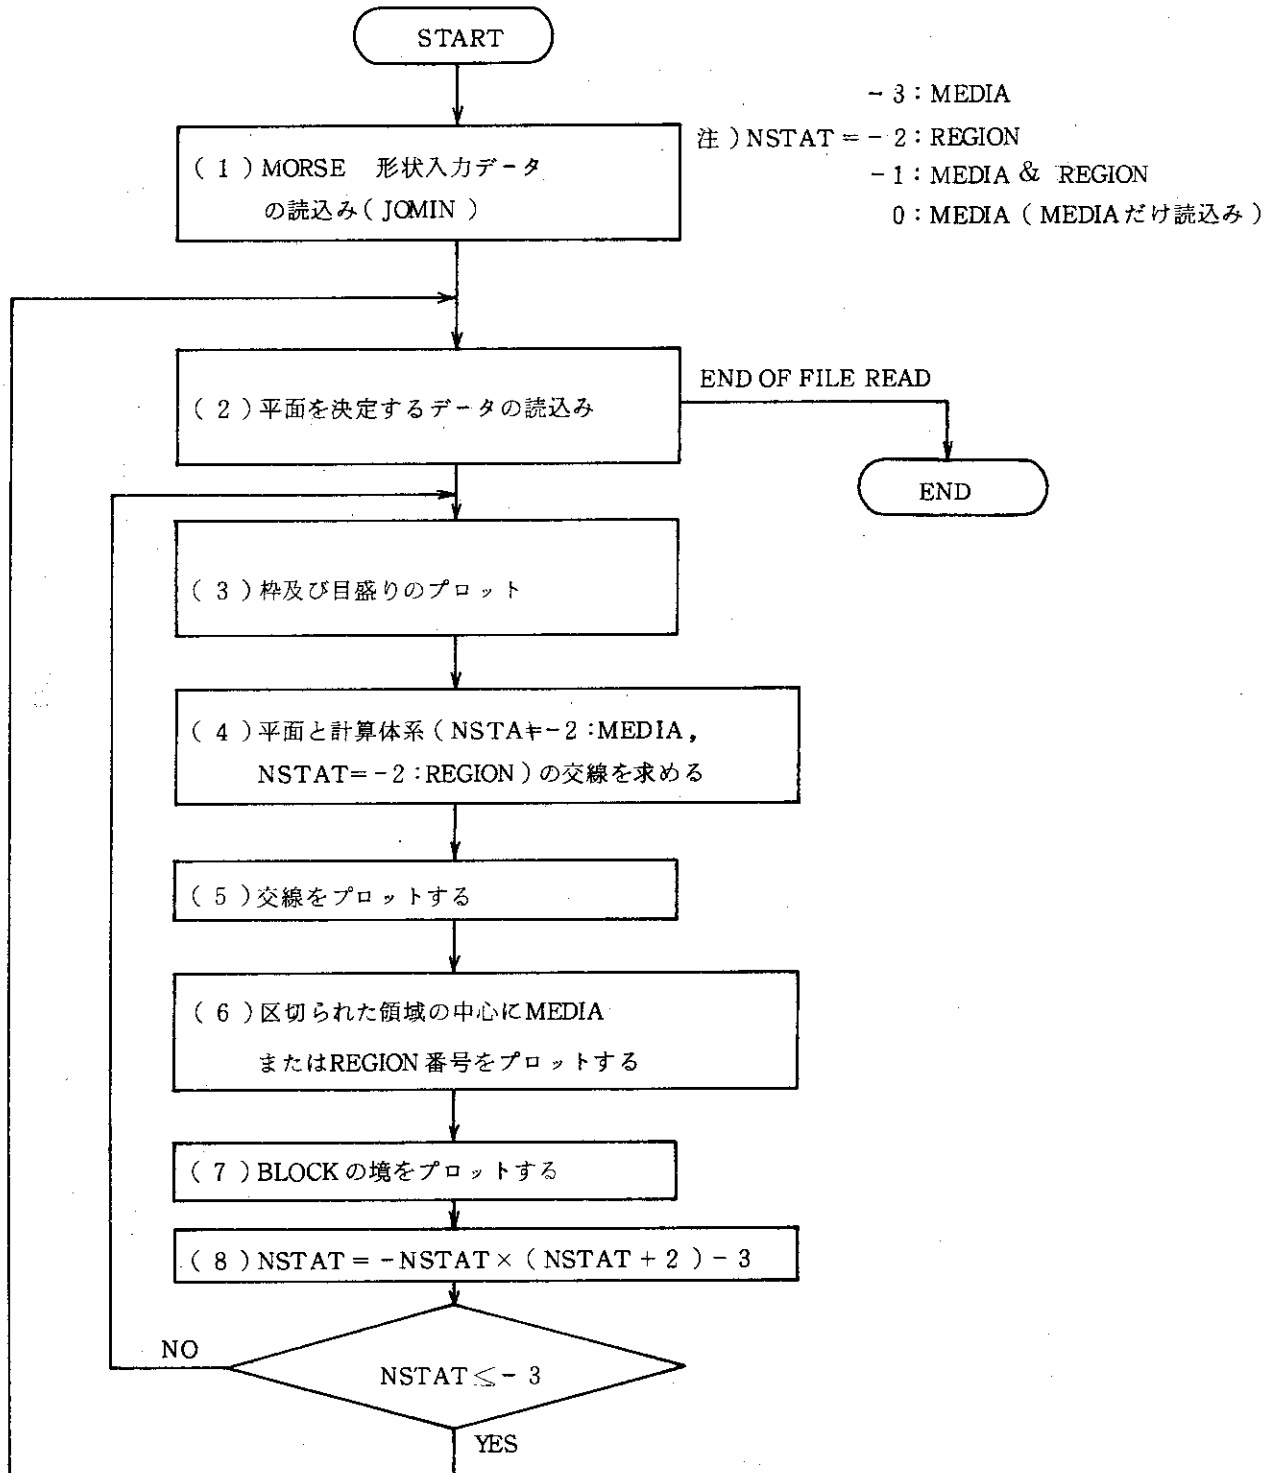 START
－3：MEDIA
注）NSTAT＝－2：REGION
－1：MEDIA & REGION
0：MEDIA（MEDIAだけ読込み）
（1）MORSE 形状入力データ
の読込み（JOMIN）
（2）平面を決定するデータの読込み
END OF FILE READ
END
（3）枠及び目盛りのプロット
（4）平面と計算体系（NSTA≠－2：MEDIA，
NSTAT＝－2：REGION）の交線を求める
（5）交線をプロットする
（6）区切られた領域の中心にMEDIA
またはREGION番号をプロットする
（7）BLOCKの境をプロットする
（8）NSTAT＝－NSTAT×（NSTAT＋2）－3
NO
NSTAT≦－3
YES